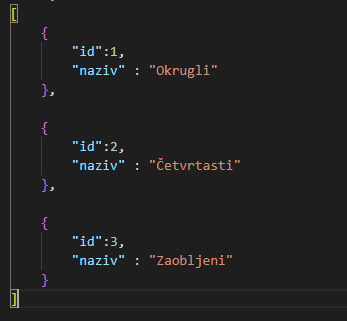 [
{
"id":1,
"naziv" : "Okrugli"
},
{
"id":2,
"naziv" : "Četvrtasti"
},
{
"id":3,
"naziv" : "Zaobljeni"
}
]